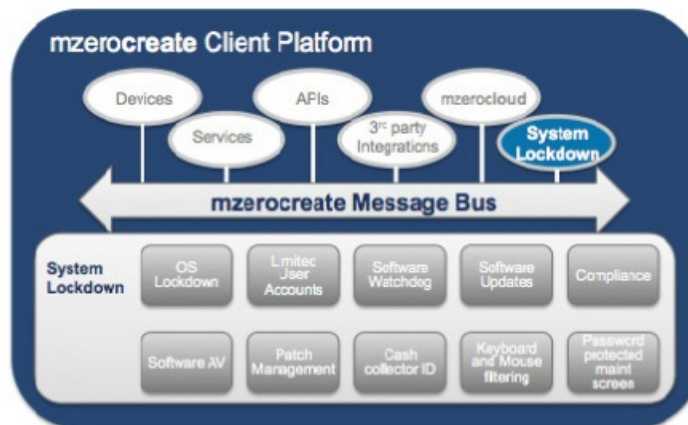 mzerocreate Client Platform
Devices
APIs
mzerocloud
Services
3rd party
Integrations
System
Lockdown
mzerocreate Message Bus
System
Lockdown
OS
Lockdown
Limited
User
Accounts
Software
Watchdog
Software
Updates
Compliance
Software AV
Patch
Management
Cash
collector ID
Keyboard
and Mouse
filtering
Password
protected
maint
screen